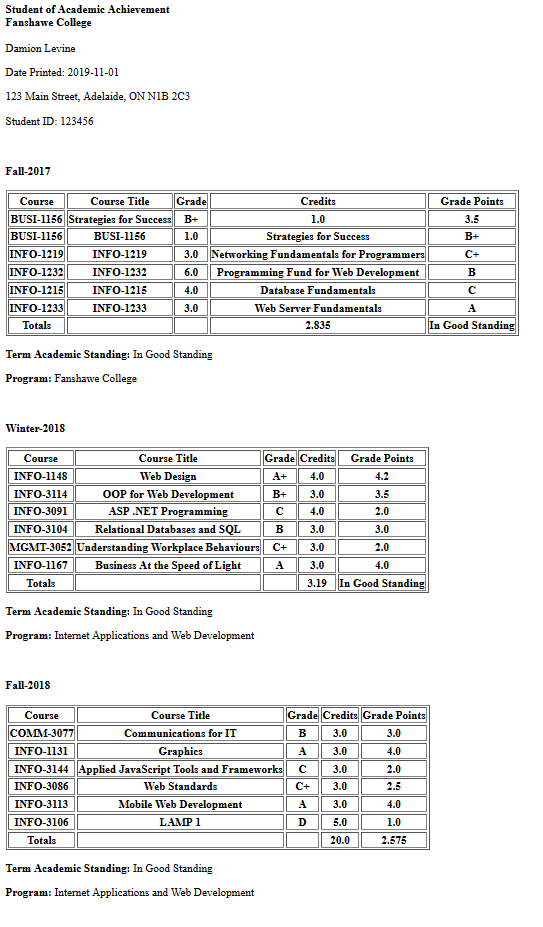 Student of Academic Achievement
Fanshawe College
Damion Levine
Date Printed: 2019-11-01
123 Main Street, Adelaide, ON N1B 2C3
Student ID: 123456
Fall-2017
Course Course Title Grade Credits Grade Points
BUSI-1156 Strategies for Success B+ 1.0 3.5
BUSI-1156 BUSI-1156 1.0 Strategies for Success B+
INFO-1219 INFO-1219 3.0 Networking Fundamentals for Programmers C+
INFO-1232 INFO-1232 6.0 Programming Fund for Web Development B
INFO-1215 INFO-1215 4.0 Database Fundamentals C
INFO-1233 INFO-1233 3.0 Web Server Fundamentals A
Totals 2.835 In Good Standing
Term Academic Standing: In Good Standing
Program: Fanshawe College
Winter-2018
Course Course Title Grade Credits Grade Points
INFO-1148 Web Design A+ 4.0 4.2
INFO-3114 OOP for Web Development B+ 3.0 3.5
INFO-3091 ASP .NET Programming C 4.0 2.0
INFO-3104 Relational Databases and SQL B 3.0 3.0
MGMT-3052 Understanding Workplace Behaviours C+ 3.0 2.0
INFO-1167 Business At the Speed of Light A 3.0 4.0
Totals 3.19 In Good Standing
Term Academic Standing: In Good Standing
Program: Internet Applications and Web Development
Fall-2018
Course Course Title Grade Credits Grade Points
COMM-3077 Communications for IT B 3.0 3.0
INFO-1131 Graphics A 3.0 4.0
INFO-3144 Applied JavaScript Tools and Frameworks C 3.0 2.0
INFO-3086 Web Standards C+ 3.0 2.5
INFO-3113 Mobile Web Development A 3.0 4.0
INFO-3106 LAMP 1 D 5.0 1.0
Totals 20.0 2.575
Term Academic Standing: In Good Standing
Program: Internet Applications and Web Development